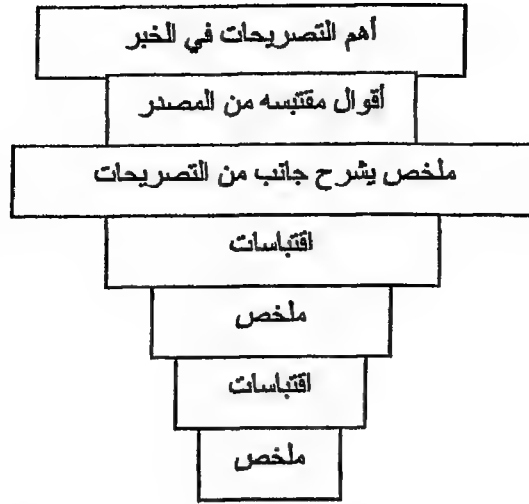 أهم التصريحات في الخبر
أقوال مقتبسه من المصدر
ملخص يشرح جانب من التصريحات
اقتباسات
ملخص
اقتباسات
ملخص